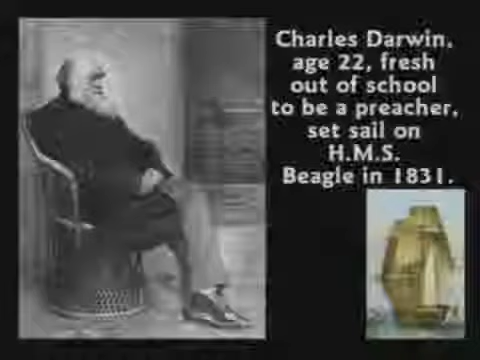 Charles Darwin,
age 22, fresh
out of school
to be a preacher,
set sail on
H.M.S.
Beagle in 1831.